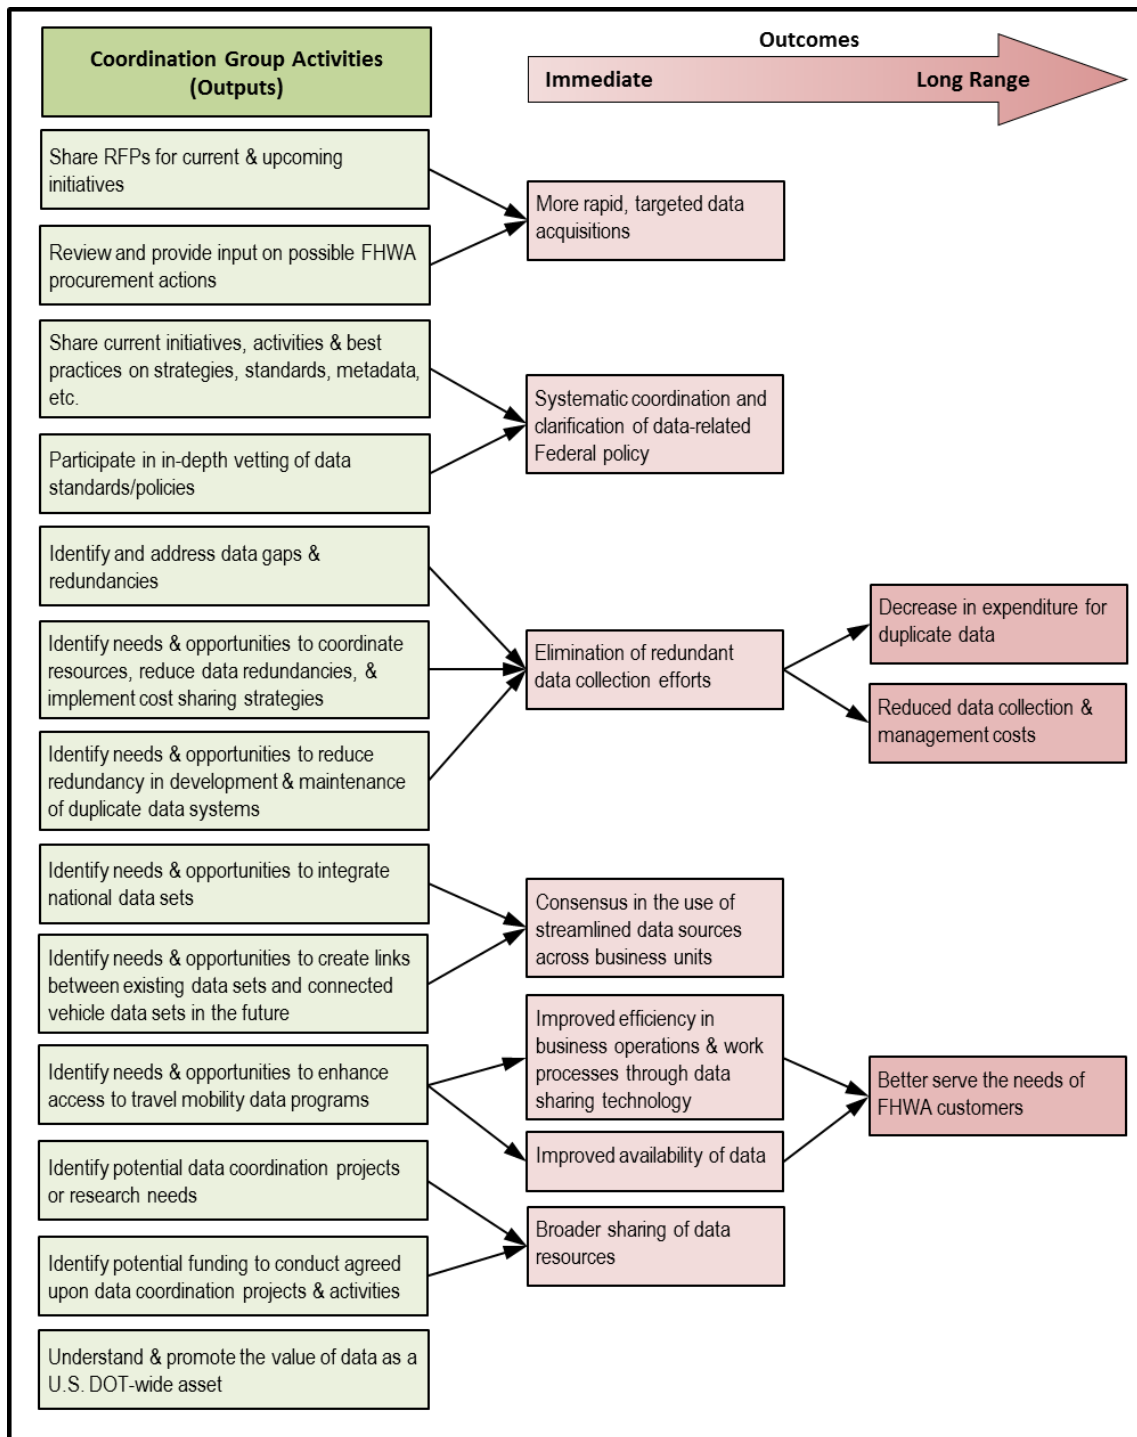 Coordination Group Activities
(Outputs)
Outcomes
Immediate
Long Range
Share RFPs for current & upcoming
initiatives
Review and provide input on possible FHWA
procurement actions
More rapid, targeted data
acquisitions
Share current initiatives, activities & best
practices on strategies, standards, metadata,
etc.
Participate in in-depth vetting of data
standards/policies
Systematic coordination and
clarification of data-related
Federal policy
Identify and address data gaps &
redundancies
Identify needs & opportunities to coordinate
resources, reduce data redundancies, &
implement cost sharing strategies
Identify needs & opportunities to reduce
redundancy in development & maintenance
of duplicate data systems
Elimination of redundant
data collection efforts
Decrease in expenditure for
duplicate data
Reduced data collection &
management costs
Identify needs & opportunities to integrate
national data sets
Identify needs & opportunities to create links
between existing data sets and connected
vehicle data sets in the future
Consensus in the use of
streamlined data sources
across business units
Identify needs & opportunities to enhance
access to travel mobility data programs
Improved efficiency in
business operations & work
processes through data
sharing technology
Improved availability of data
Better serve the needs of
FHWA customers
Identify potential data coordination projects
or research needs
Identify potential funding to conduct agreed
upon data coordination projects & activities
Broader sharing of data
resources
Understand & promote the value of data as a
U.S. DOT-wide asset